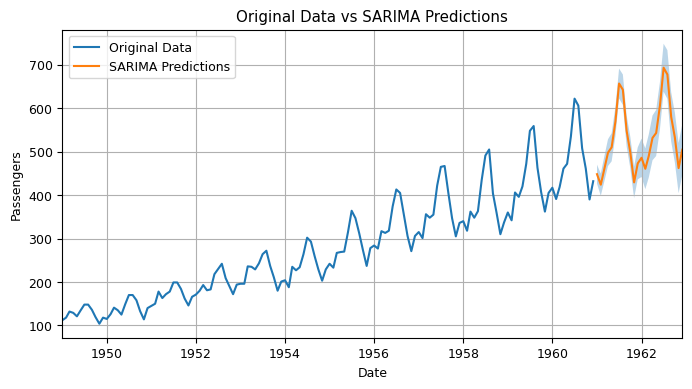 Original Data vs SARIMA Predictions
Original Data
SARIMA Predictions
Passengers
700
600
500
400
300
200
100
1950 1952 1954 1956 1958 1960 1962
Date